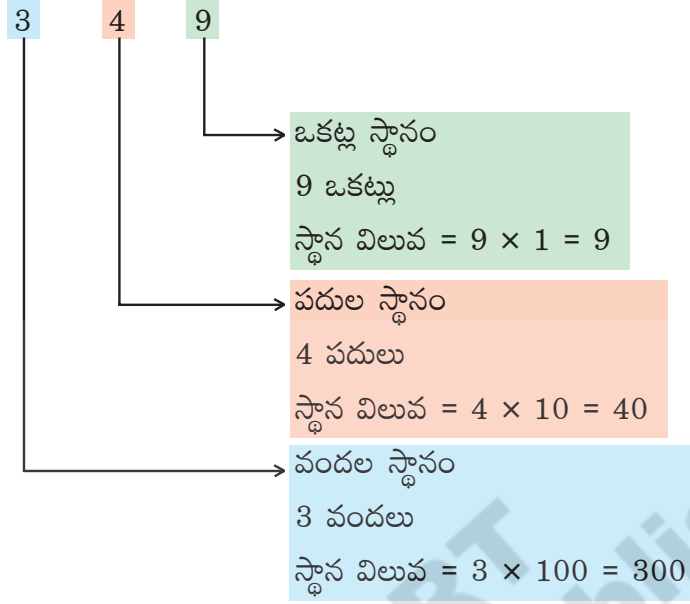 3 4 9
ఒకట్ల స్థానం
9 ఒకట్లు
స్థాన విలువ = 9 × 1 = 9
పదుల స్థానం
4 పదులు
స్థాన విలువ = 4 × 10 = 40
వందల స్థానం
3 వందలు
స్థాన విలువ = 3 × 100 = 300